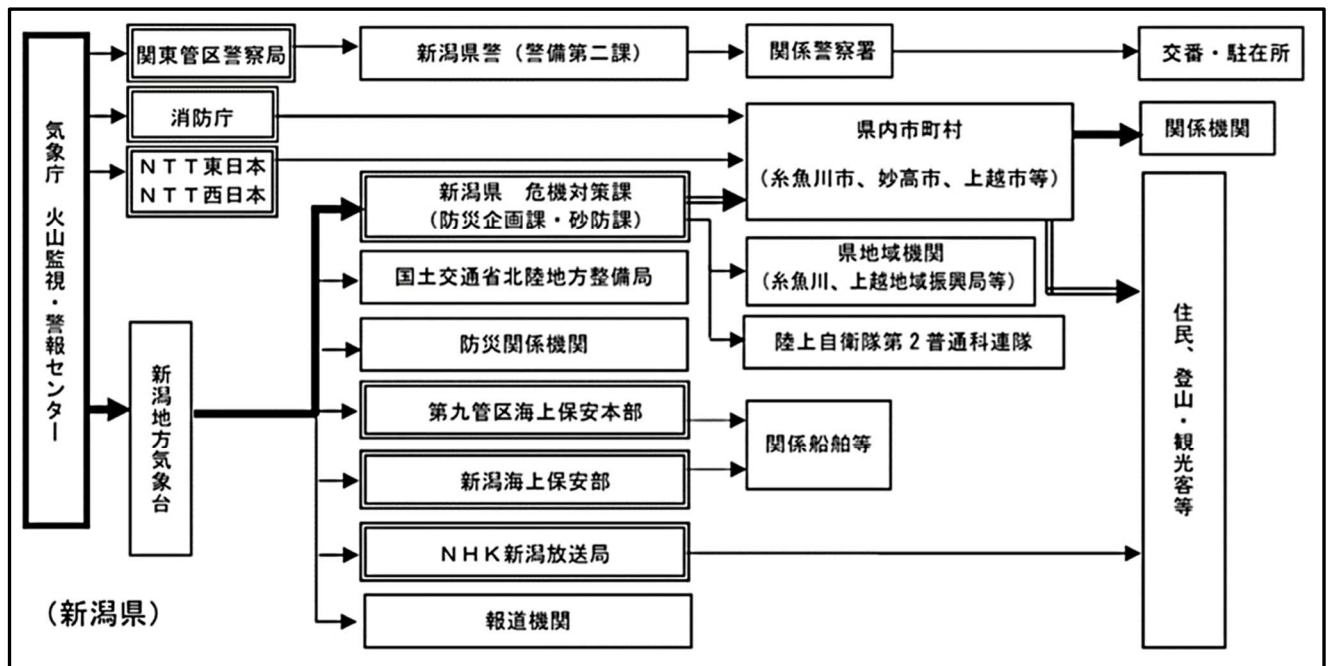 気象庁　火山監視・警報センター
関東管区警察局
新潟県警（警備第二課）
関係警察署
交番・駐在所
消防庁
ＮＴＴ東日本
ＮＴＴ西日本
県内市町村
（糸魚川市、妙高市、上越市等）
関係機関
新潟県　危機対策課
（防災企画課・砂防課）
国土交通省北陸地方整備局
県地域機関
（糸魚川、上越地域振興局等）
防災関係機関
陸上自衛隊第２普通科連隊
新潟地方気象台
第九管区海上保安本部
新潟海上保安部
関係船舶等
ＮＨＫ新潟放送局
報道機関
住民、登山・観光客等
（新潟県）